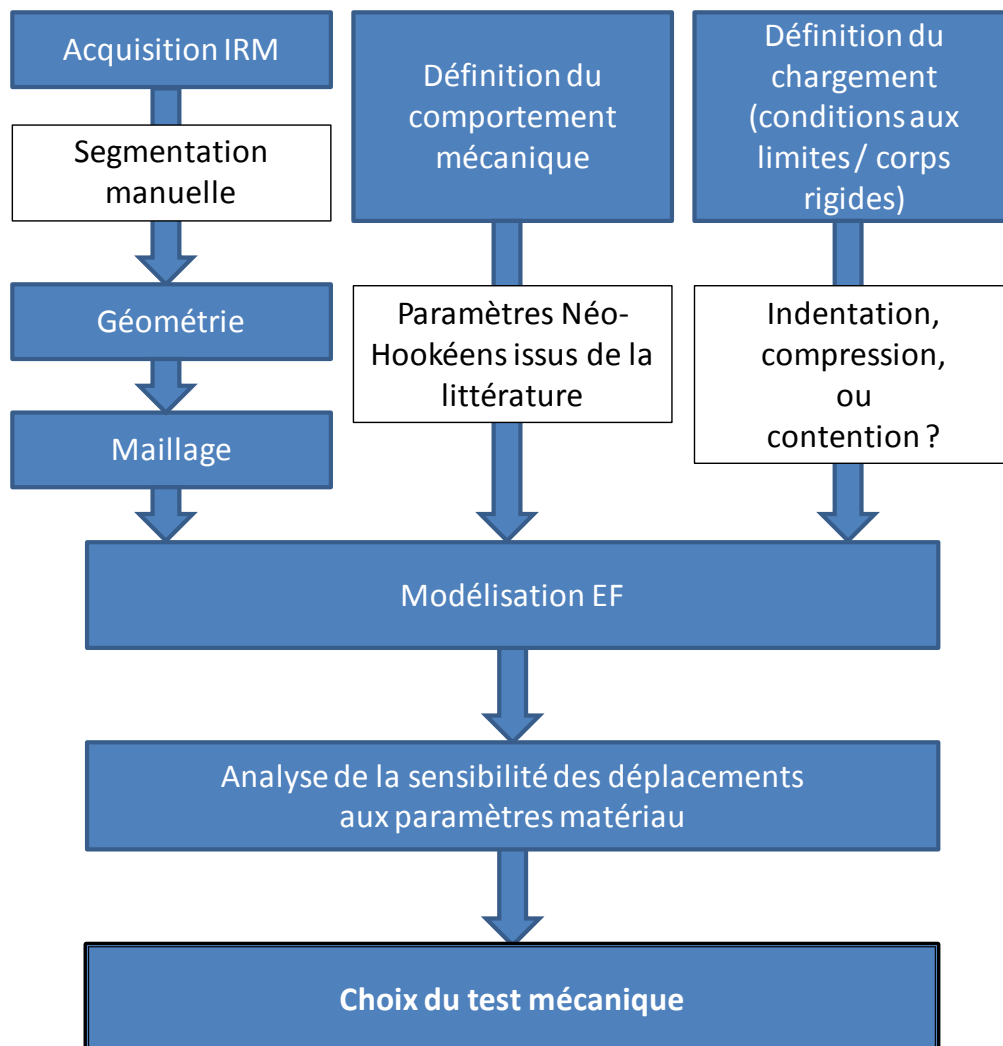 Acquisition IRM
Segmentation
manuelle
Géométrie
Maillage
Définition du
comportement
mécanique
Paramètres Néo-
Hookéens issus de la
littérature
Définition du
chargement
(conditions aux
limites / corps
rigides)
Indentation,
compression,
ou
contention ?
Modélisation EF
Analyse de la sensibilité des déplacements
aux paramètres matériau
Choix du test mécanique